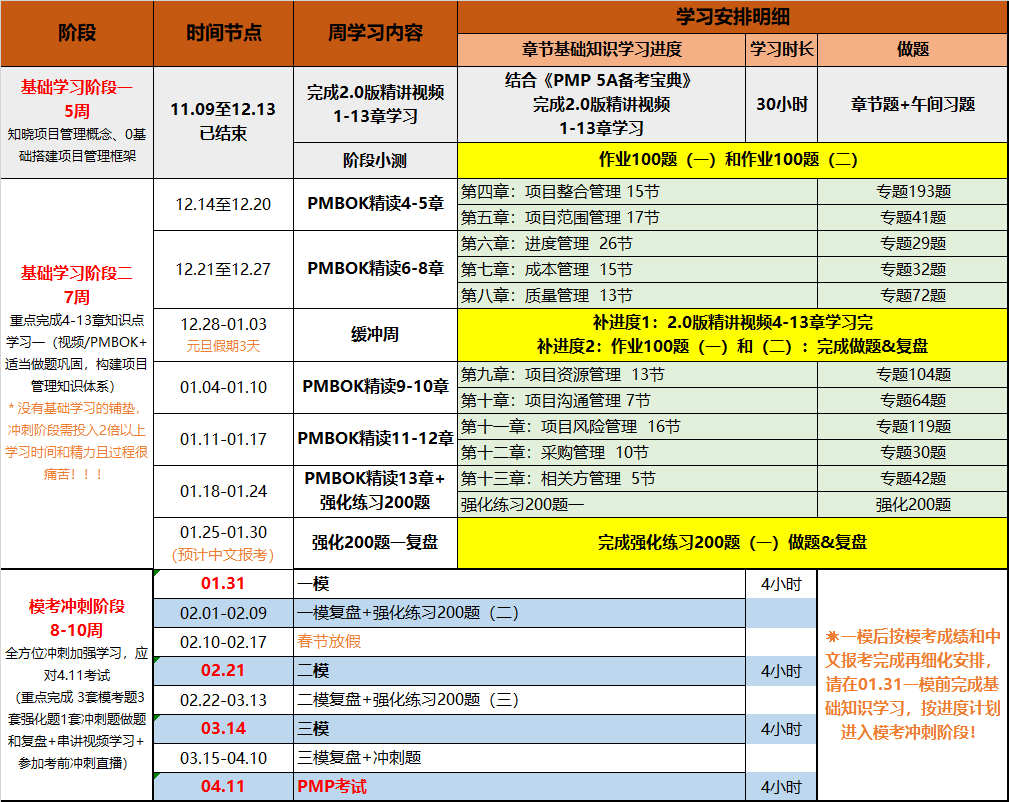 阶段
时间节点
周学习内容
学习安排明细
章节基础知识学习进度
学习时长
做题
基础学习阶段一
5周
知晓项目管理概念、0基
础搭建项目管理框架
11.09至12.13
已结束
完成2.0版精讲视频
1-13章学习
结合《PMP 5A备考宝典》
完成2.0版精讲视频
1-13章学习
30小时
章节题+午间习题
阶段小测
作业100题（一）和作业100题（二）
基础学习阶段二
7周
重点完成4-13章知识点
学习一（视频/PMBOK+
适当做题巩固，构建项目
管理知识体系）
* 没有基础学习的铺垫，
冲刺阶段需投入2倍以上
学习时间和精力且过程很
痛苦！！！
12.14至12.20
PMBOK精读4-5章
第四章：项目整合管理 15节
专题193题
第五章：项目范围管理 17节
专题41题
12.21至12.27
PMBOK精读6-8章
第六章：进度管理 26节
专题29题
第七章：成本管理 15节
专题32题
第八章：质量管理 13节
专题72题
12.28-01.03
元旦假期3天
缓冲周
补进度1：2.0版精讲视频4-13章学习完
补进度2：作业100题（一）和（二）：完成做题&复盘
01.04-01.10
PMBOK精读9-10章
第九章：项目资源管理 13节
专题104题
第十章：项目沟通管理 7节
专题64题
01.11-01.17
PMBOK精读11-12章
第十一章：项目风险管理 16节
专题119题
第十二章：采购管理 10节
专题30题
01.18-01.24
PMBOK精读13章+
强化练习200题
第十三章：相关方管理 5节
专题42题
强化练习200题一
强化200题
01.25-01.30
(预计中文报考)
强化200题一复盘
完成强化练习200题（一）做题&复盘
模考冲刺阶段
8-10周
全方位冲刺加强学习，应
对4.11考试
（重点完成 3套模考题3
套强化题1套冲刺题做题
和复盘+串讲视频学习+
参加考前冲刺直播）
01.31
一模
4小时
02.01-02.09
一模复盘+强化练习200题（二）
02.10-02.17
春节放假
02.21
二模
4小时
02.22-03.13
二模复盘+强化练习200题（三）
03.14
三模
4小时
03.15-04.10
三模复盘+冲刺题
04.11
PMP考试
4小时
※一模后按模考成绩和中
文报考完成再细化安排，
请在01.31一模前完成基
础知识学习，按进度计划
进入模考冲刺阶段！